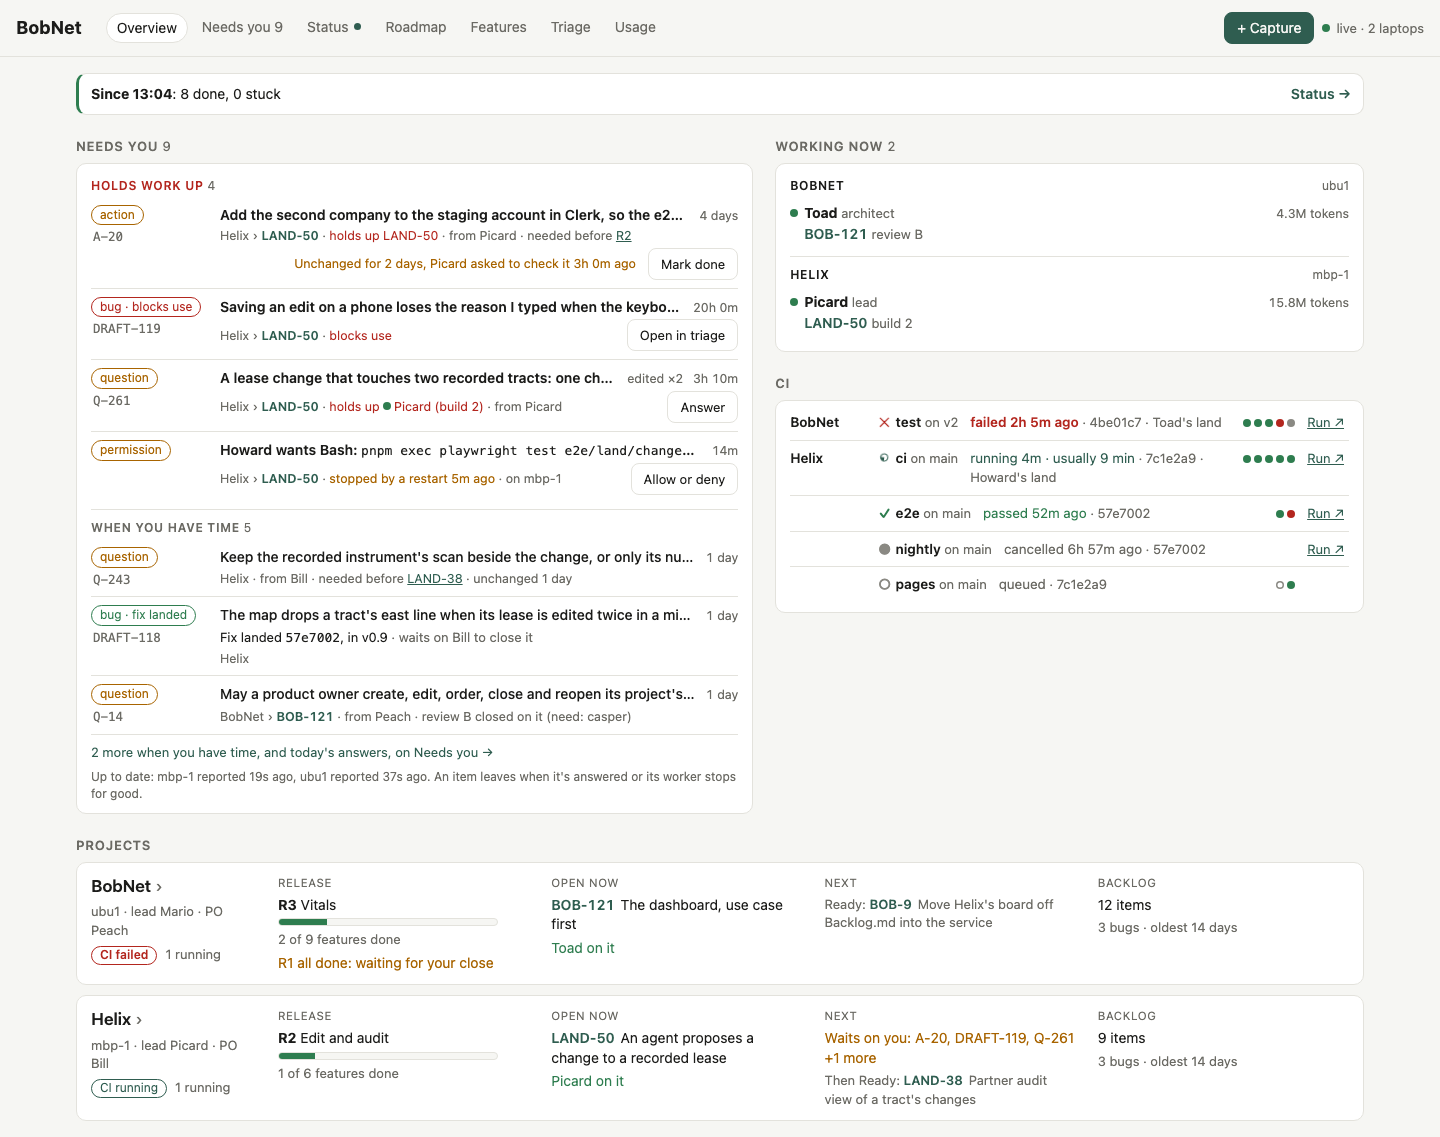 BobNet
Overview
Needs you 9
Status
Roadmap
Features
Triage
Usage
+ Capture
live · 2 laptops
Since 13:04: 8 done, 0 stuck
Status →
NEEDS YOU 9
HOLDS WORK UP 4
action
Add the second company to the staging account in Clerk, so the e2...
4 days
A-20
Helix › LAND-50 · holds up LAND-50 · from Picard · needed before R2
Unchanged for 2 days, Picard asked to check it 3h 0m ago
Mark done
bug · blocks use
Saving an edit on a phone loses the reason I typed when the keybo...
20h 0m
DRAFT-119
Helix › LAND-50 · blocks use
Open in triage
question
A lease change that touches two recorded tracts: one ch...
edited ×2 3h 10m
Q-261
Helix › LAND-50 · holds up Picard (build 2) · from Picard
Answer
permission
Howard wants Bash: pnpm exec playwright test e2e/land/change...
14m
Helix › LAND-50 · stopped by a restart 5m ago · on mbp-1
Allow or deny
WHEN YOU HAVE TIME 5
question
Keep the recorded instrument's scan beside the change, or only its nu...
1 day
Q-243
Helix · from Bill · needed before LAND-38 · unchanged 1 day
bug · fix landed
The map drops a tract's east line when its lease is edited twice in a mi...
1 day
DRAFT-118
Fix landed 57e7002, in v0.9 · waits on Bill to close it
Helix
question
May a product owner create, edit, order, close and reopen its project's...
1 day
Q-14
BobNet › BOB-121 · from Peach · review B closed on it (need: casper)
2 more when you have time, and today's answers, on Needs you →
Up to date: mbp-1 reported 19s ago, ubu1 reported 37s ago. An item leaves when it's answered or its worker stops
for good.
WORKING NOW 2
BOBNET
ubu1
Toad architect
4.3M tokens
BOB-121 review B
HELIX
mbp-1
Picard lead
15.8M tokens
LAND-50 build 2
CI
BobNet
test on v2
failed 2h 5m ago · 4be01c7 · Toad's land
Run ↗
Helix
ci on main
running 4m · usually 9 min · 7c1e2a9 ·
Howard's land
Run ↗
e2e on main
passed 52m ago · 57e7002
Run ↗
nightly on main
cancelled 6h 57m ago · 57e7002
Run ↗
pages on main
queued · 7c1e2a9
PROJECTS
BobNet ›
ubu1 · lead Mario · PO
Peach
CI failed
1 running
RELEASE
R3 Vitals
2 of 9 features done
R1 all done: waiting for your close
OPEN NOW
BOB-121 The dashboard, use case
first
Toad on it
NEXT
Ready: BOB-9 Move Helix's board off
Backlog.md into the service
BACKLOG
12 items
3 bugs · oldest 14 days
Helix ›
mbp-1 · lead Picard · PO
Bill
CI running
1 running
RELEASE
R2 Edit and audit
1 of 6 features done
OPEN NOW
LAND-50 An agent proposes a
change to a recorded lease
Picard on it
NEXT
Waits on you: A-20, DRAFT-119, Q-261
+1 more
Then Ready: LAND-38 Partner audit
view of a tract's changes
BACKLOG
9 items
3 bugs · oldest 14 days